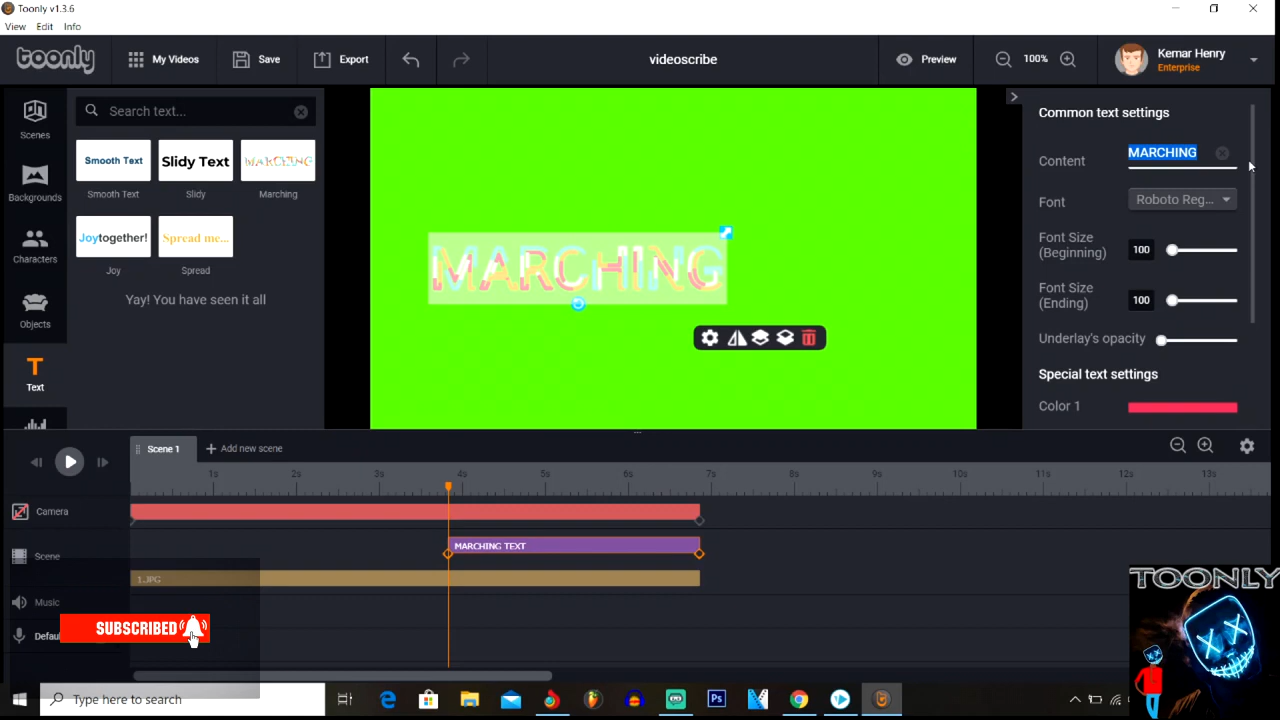 Toonly v1.3.6
View Edit Info
toonly
My Videos
Save
Export
videoscribe
Preview
100%
Kemar Henry
Enterprise
Scenes
Backgrounds
Characters
Objects
T
Text
Search text...
Smooth Text
Slidy Text
MARCHING
Smooth Text
Slidy
Marching
Joytogether!
Spread me...
Joy
Spread
Yay! You have seen it all
MARCHING
Common text settings
Content
MARCHING
Font
Roboto Reg...
Font Size
(Beginning)
100
Font Size
(Ending)
100
Underlay's opacity
Special text settings
Color 1
Scene 1
Add new scene
1s 2s 3s 4s 5s 6s 7s 8s 9s 10s 11s 12s 13s
Camera
MARCHING TEXT
Scene
1.JPG
Music
Defau
SUBSCRIBED
TOONLY
Type here to search
Ps